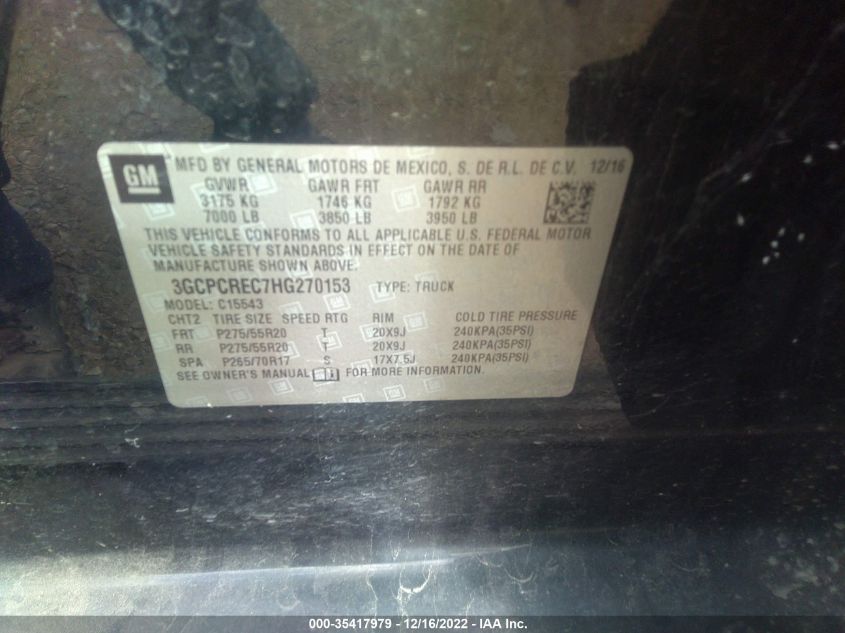 GM MFD BY GENERAL MOTORS DE MEXICO, S. DE R.L. DE C.V. 12/16
GVWR GAWR FRT GAWR RR
3175 KG 1746 KG 1792 KG
7000 LB 3850 LB 3950 LB
THIS VEHICLE CONFORMS TO ALL APPLICABLE U.S. FEDERAL MOTOR
VEHICLE SAFETY STANDARDS IN EFFECT ON THE DATE OF
MANUFACTURE SHOWN ABOVE.
3GCPCREC7HG270153 TYPE: TRUCK
MODEL: C15543
CHT2 TIRE SIZE SPEED RTG RIM COLD TIRE PRESSURE
FRT P275/55R20 T 20X9J 240KPA(35PSI)
RR P275/55R20 T 20X9J 240KPA(35PSI)
SPA P265/70R17 S 17X7.5J 240KPA(35PSI)
SEE OWNER'S MANUAL FOR MORE INFORMATION.
000-35417979 - 12/16/2022 - IAA Inc.